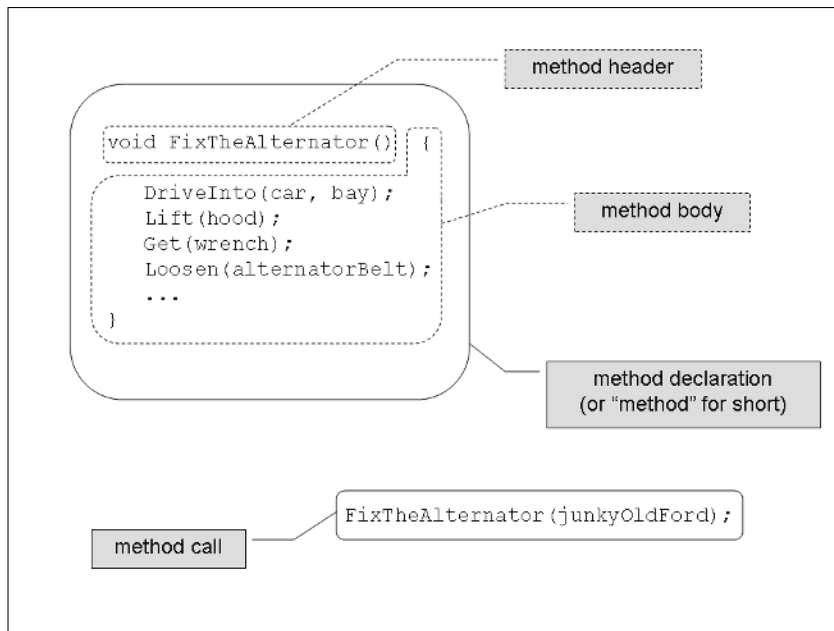 method header
void FixTheAlternator() {
DriveInto(car, bay);
Lift(hood);
Get(wrench);
Loosen(alternatorBelt);
...
}
method body
method declaration
(or “method” for short)
FixTheAlternator(junkyOldFord);
method call